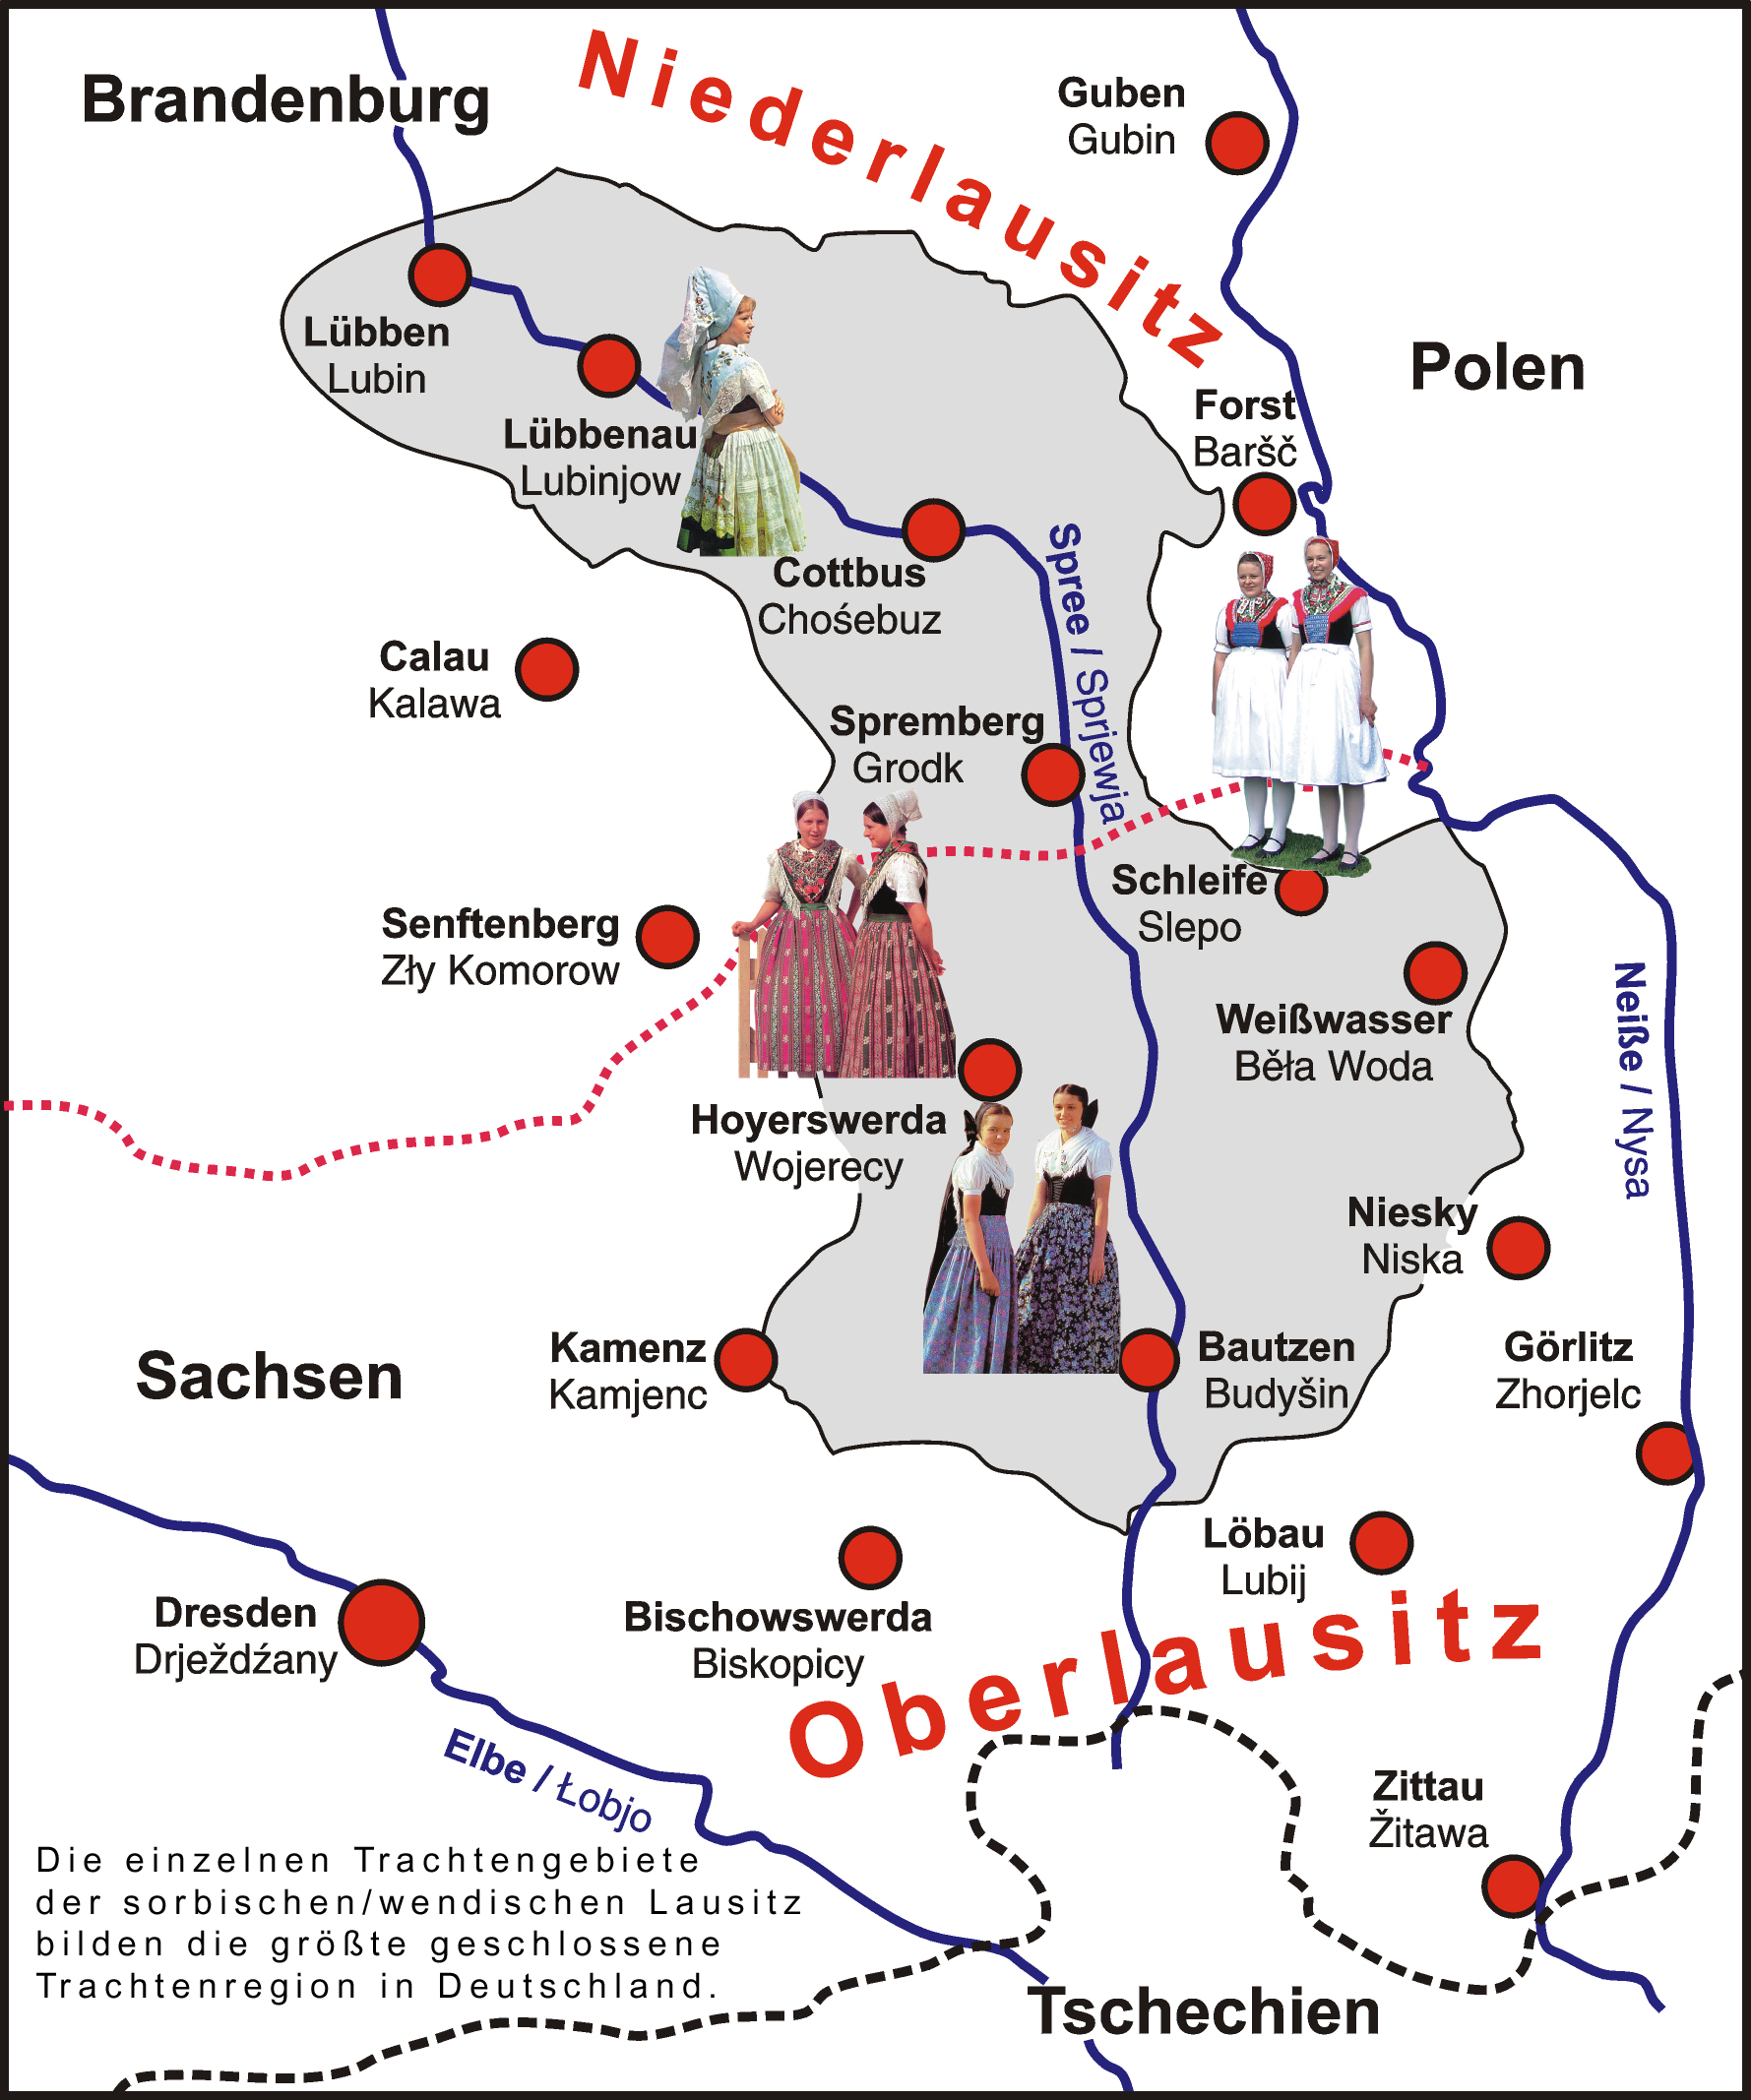 Brandenburg
Niederlausitz
Guben
Gubin
Lübben
Lubin
Polen
Forst
Baršč
Lübbenau
Lubinjow
Cottbus
Chośebuz
Spree / Sprjewja
Calau
Kalawa
Spremberg
Grodk
Schleife
Slepo
Senftenberg
Zły Komorow
Weißwasser
Běła Woda
Neiße / Nysa
Hoyerswerda
Wojerecy
Niesky
Niska
Kamenz
Kamjenc
Bautzen
Budyšin
Görlitz
Zhorjelc
Sachsen
Löbau
Lubij
Dresden
Drježdźany
Bischowswerda
Biskopicy
Oberlausitz
Elbe / Łobjo
Zittau
Žitawa
Die einzelnen Trachtengebiete
der sorbischen/wendischen Lausitz
bilden die größte geschlossene
Trachtenregion in Deutschland.
Tschechien